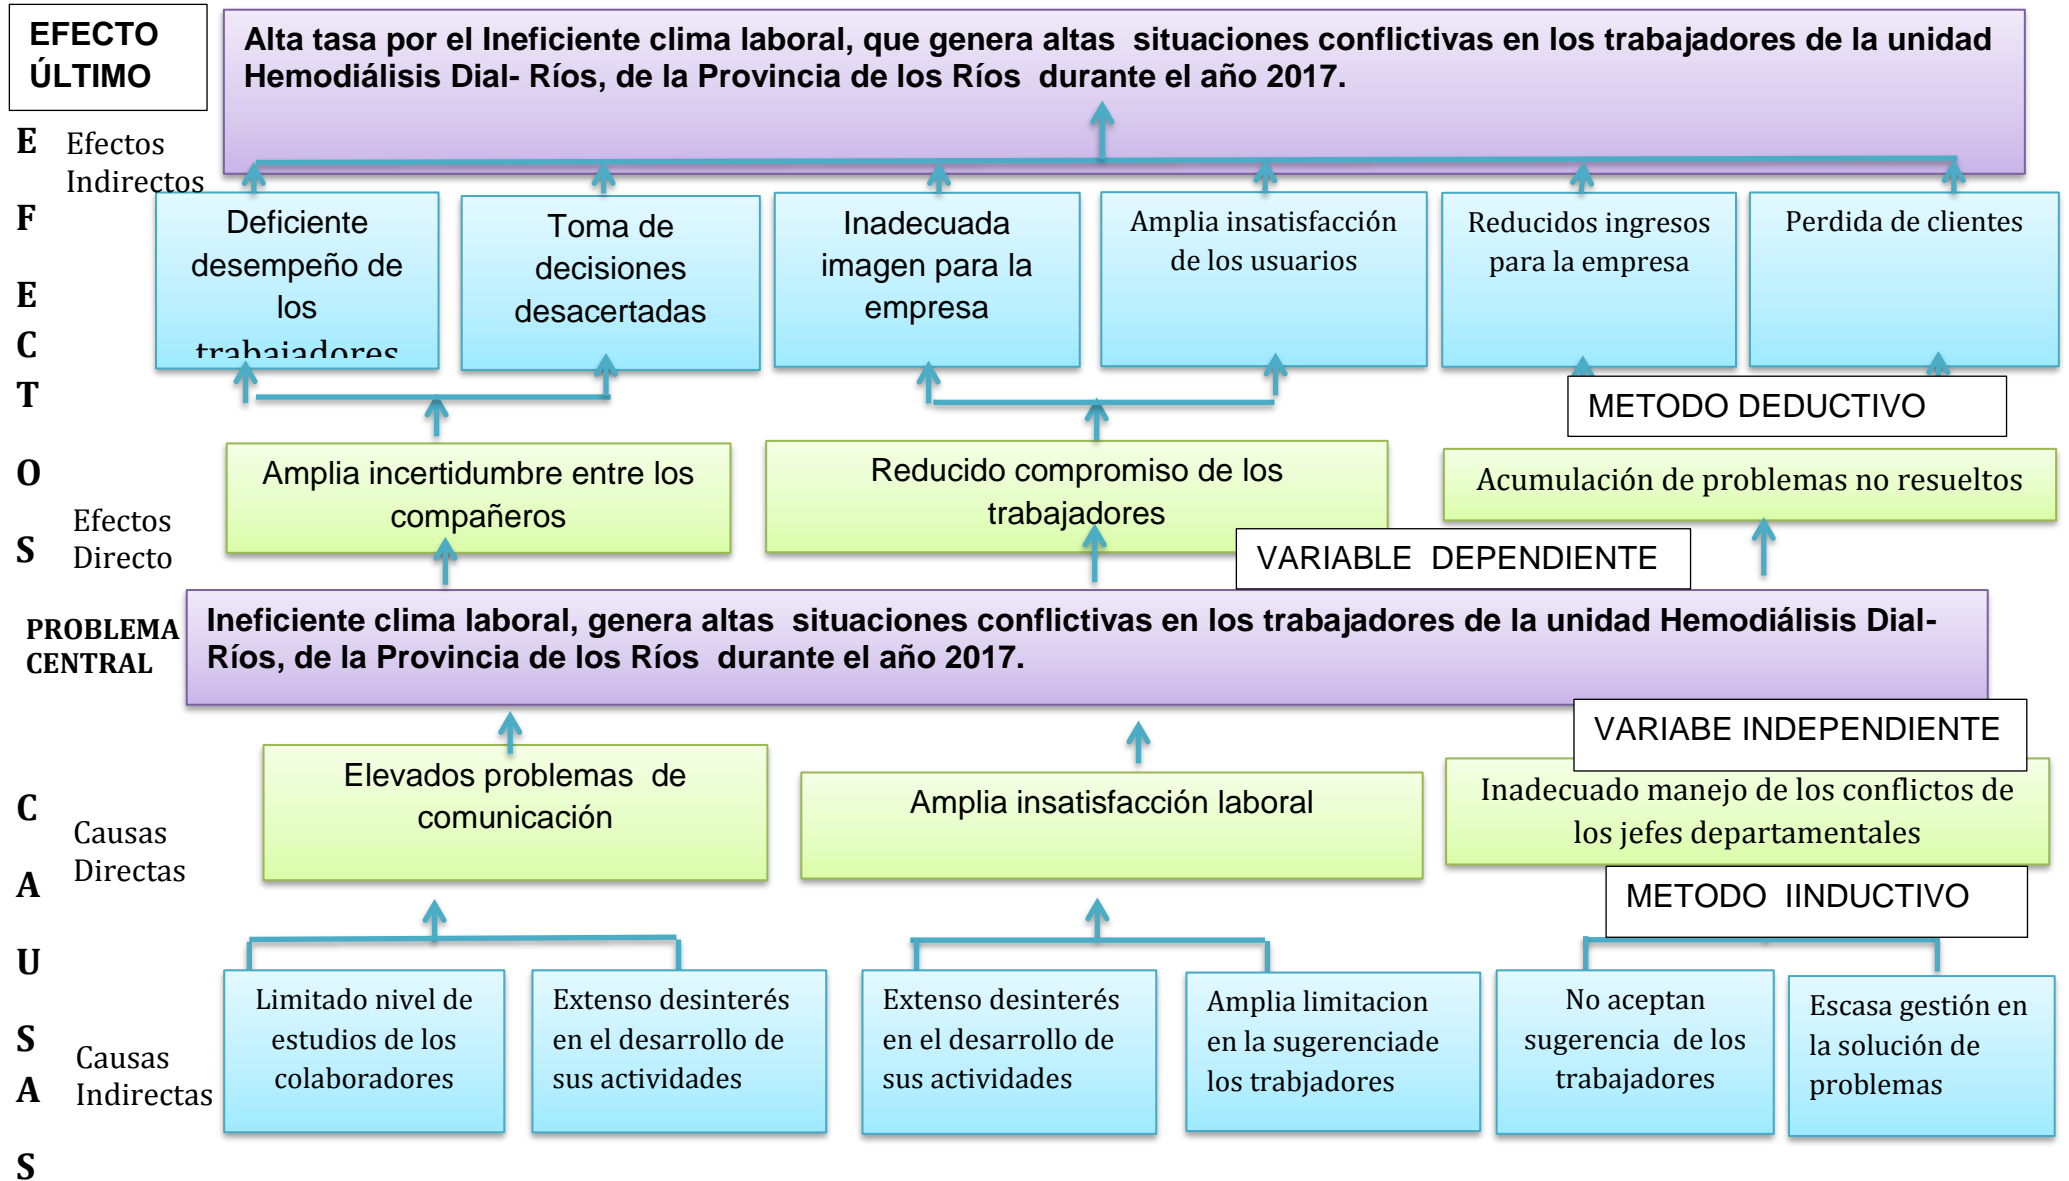 EFECTO
ÚLTIMO
Alta tasa por el Ineficiente clima laboral, que genera altas situaciones conflictivas en los trabajadores de la unidad
Hemodiálisis Dial- Ríos, de la Provincia de los Ríos durante el año 2017.
E
F
E
C
T
O
S
Efectos
Indirectos
Deficiente
desempeño de
los
trabajadores
Toma de
decisiones
desacertadas
Inadecuada
imagen para la
empresa
Amplia insatisfacción
de los usuarios
Reducidos ingresos
para la empresa
Perdida de clientes
METODO DEDUCTIVO
Efectos
Directo
Amplia incertidumbre entre los
compañeros
Reducido compromiso de los
trabajadores
Acumulación de problemas no resueltos
VARIABLE DEPENDIENTE
PROBLEMA
CENTRAL
Ineficiente clima laboral, genera altas situaciones conflictivas en los trabajadores de la unidad Hemodiálisis Dial-
Ríos, de la Provincia de los Ríos durante el año 2017.
VARIABE INDEPENDIENTE
C
A
U
S
A
S
Causas
Directas
Elevados problemas de
comunicación
Amplia insatisfacción laboral
Inadecuado manejo de los conflictos de
los jefes departamentales
METODO IINDUCTIVO
Causas
Indirectas
Limitado nivel de
estudios de los
colaboradores
Extenso desinterés
en el desarrollo de
sus actividades
Extenso desinterés
en el desarrollo de
sus actividades
Amplia limitacion
en la sugerenciade
los trabjadores
No aceptan
sugerencia de los
trabajadores
Escasa gestión en
la solución de
problemas